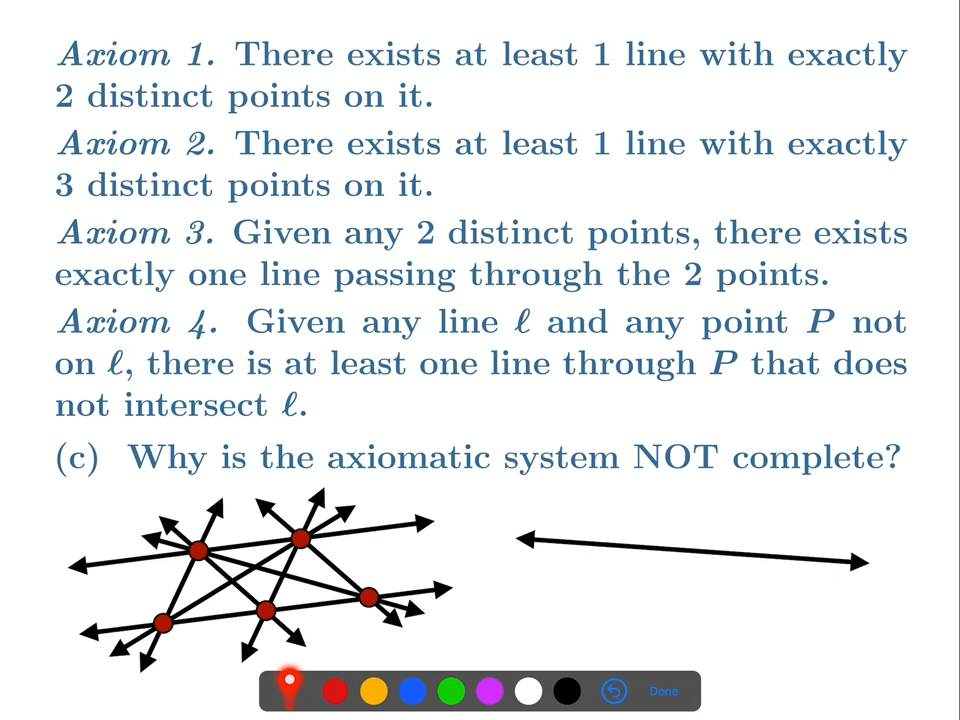 Axiom 1. There exists at least 1 line with exactly
2 distinct points on it.
Axiom 2. There exists at least 1 line with exactly
3 distinct points on it.
Axiom 3. Given any 2 distinct points, there exists
exactly one line passing through the 2 points.
Axiom 4. Given any line ℓ and any point P not
on ℓ, there is at least one line through P that does
not intersect ℓ.
(c) Why is the axiomatic system NOT complete?
Done